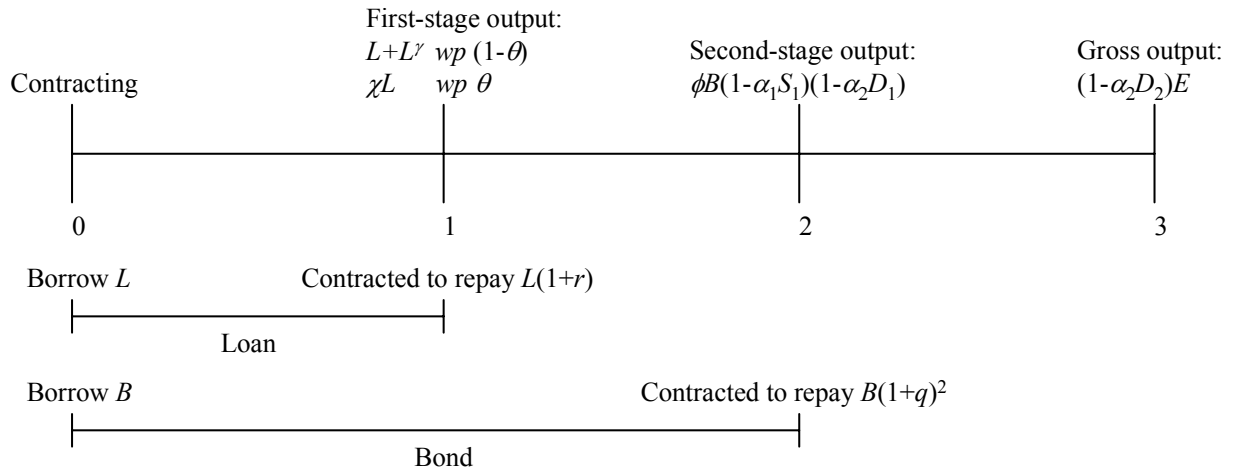 First-stage output:
L+L^γ wp (1-θ)
Second-stage output:
Gross output:
Contracting
χL wp θ
ϕB(1-α₁S₁)(1-α₂D₁)
(1-α₂D₂)E
0
1
2
3
Borrow L
Contracted to repay L(1+r)
Loan
Borrow B
Contracted to repay B(1+q)²
Bond